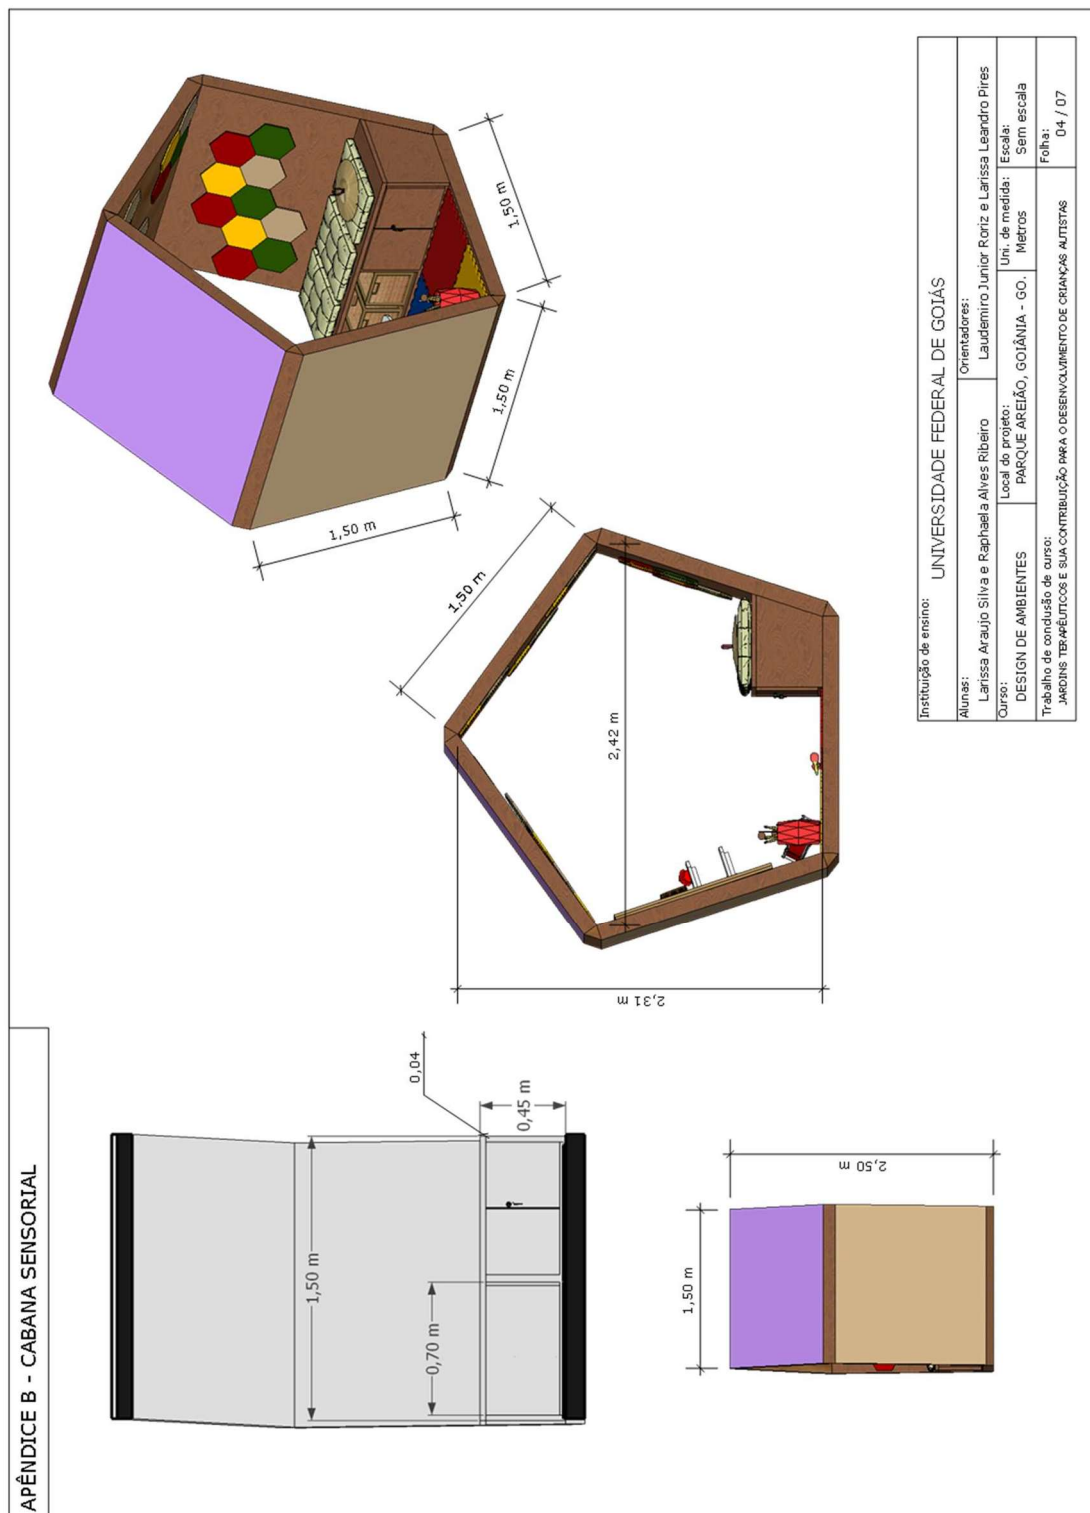 APÊNDICE B - CABANA SENSORIAL
1,50 m
1,50 m
1,50 m
1,50 m
2,42 m
2,31 m
0,04
0,45 m
1,50 m
0,70 m
1,50 m
2,50 m
Instituição de ensino:
UNIVERSIDADE FEDERAL DE GOIÁS
Alunas:
Larissa Araujo Silva e Raphaela Alves Ribeiro
Orientadores:
Laudemiro Junior Roriz e Larissa Leandro Pires
Curso:
DESIGN DE AMBIENTES
Local do projeto:
PARQUE AREIÃO, GOIÂNIA - GO.
Uni. de medida:
Metros
Escala:
Sem escala
Trabalho de condusão de curso:
JARDINS TERAPÊUTICOS E SUA CONTRIBUIÇÃO PARA O DESENVOLVIMENTO DE CRIANÇAS AUTISTAS
Folha:
04 / 07